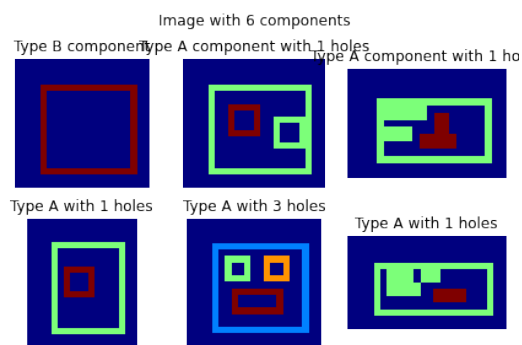 Image with 6 components
Type B component
Type A component with 1 holes
Type A component with 1 ho
Type A with 1 holes
Type A with 3 holes
Type A with 1 holes